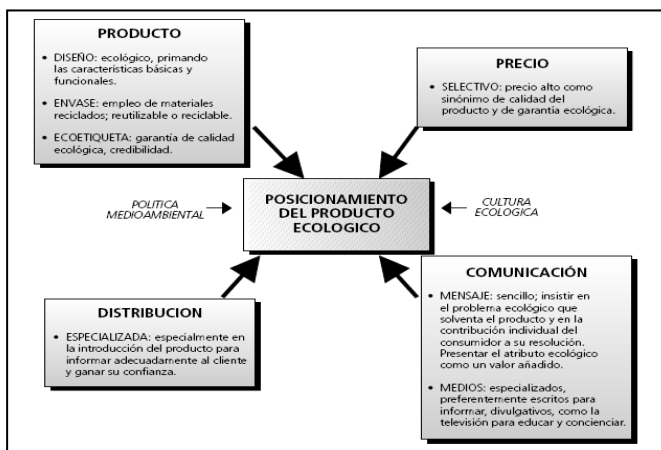 PRODUCTO
• DISEÑO: ecológico, primando
las características básicas y
funcionales.
• ENVASE: empleo de materiales
reciclados; reutilizable o reciclable.
• ECOETIQUETA: garantía de calidad
ecológica, credibilidad.
PRECIO
• SELECTIVO: precio alto como
sinónimo de calidad del
producto y de garantía ecológica.
POLITICA
MEDIOAMBIENTAL
POSICIONAMIENTO
DEL PRODUCTO
ECOLOGICO
CULTURA
ECOLOGICA
DISTRIBUCION
• ESPECIALIZADA: especialmente en
la introducción del producto para
informar adecuadamente al cliente
y ganar su confianza.
COMUNICACIÓN
• MENSAJE: sencillo; insistir en
el problema ecológico que
solventa el producto y en la
contribución individual del
consumidor a su resolución.
Presentar el atributo ecológico
como un valor añadido.
• MEDIOS: especializados,
preferentemente escritos para
informar, divulgativos, como la
televisión para educar y concienciar.